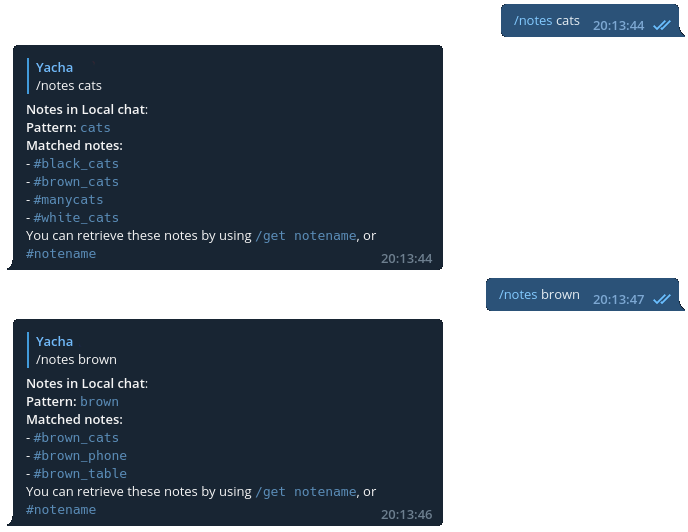 /notes cats 20:13:44
Yacha
/notes cats
Notes in Local chat:
Pattern: cats
Matched notes:
- #black_cats
- #brown_cats
- #manycats
- #white_cats
You can retrieve these notes by using /get notename, or
#notename 20:13:44
/notes brown 20:13:47
Yacha
/notes brown
Notes in Local chat:
Pattern: brown
Matched notes:
- #brown_cats
- #brown_phone
- #brown_table
You can retrieve these notes by using /get notename, or
#notename 20:13:46